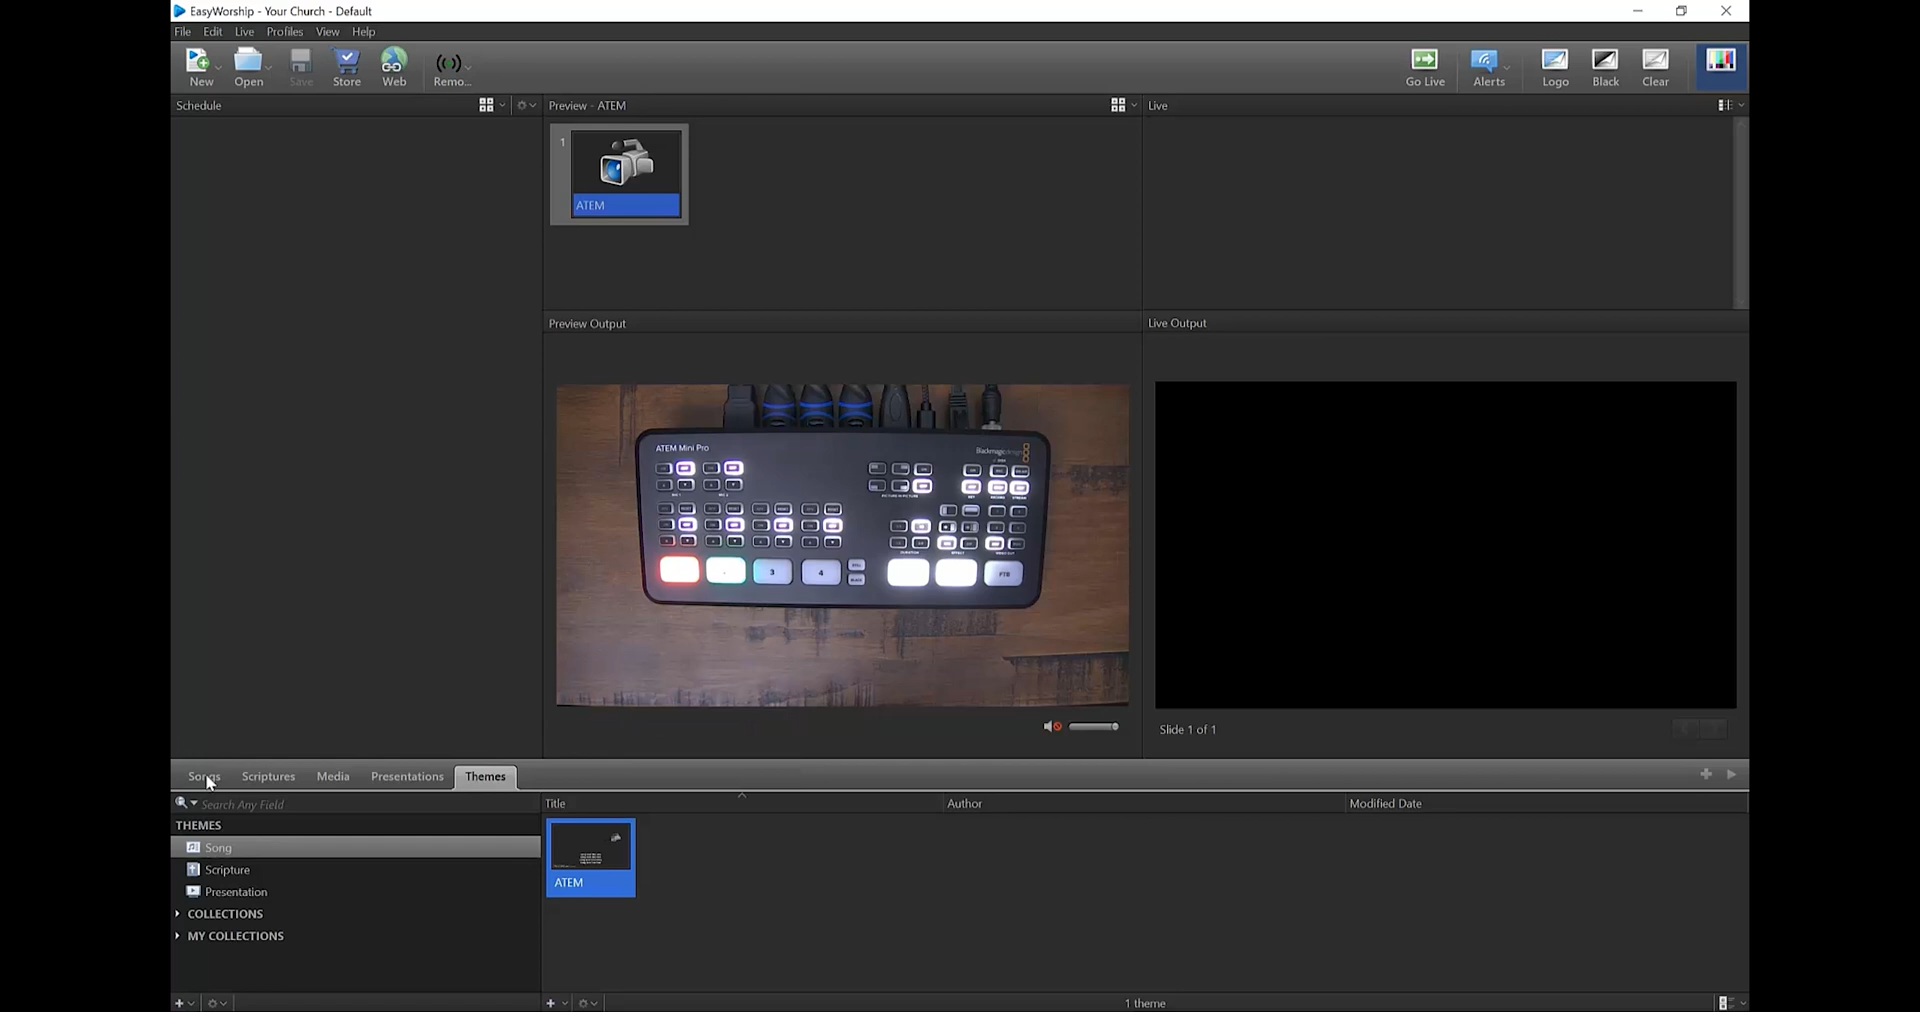 EasyWorship - Your Church - Default
File Edit Live Profiles View Help
New Open Save Store Web Remo... Go Live Alerts Logo Black Clear
Schedule Preview - ATEM Live
1
ATEM
Preview Output Live Output
ATEM Mini Pro Blackmagicdesign
3 4 FTB
Slide 1 of 1
Songs Scriptures Media Presentations Themes
Search Any Field Title Author Modified Date
THEMES
Song
Scripture
Presentation
COLLECTIONS
MY COLLECTIONS
ATEM
1 theme